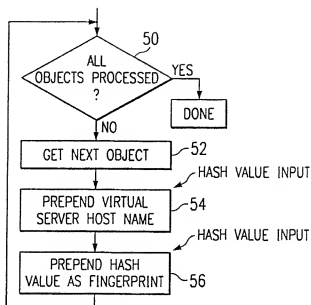 50
ALL
OBJECTS PROCESSED
?
YES
DONE
NO
GET NEXT OBJECT
52
HASH VALUE INPUT
PREPEND VIRTUAL
SERVER HOST NAME
54
HASH VALUE INPUT
PREPEND HASH
VALUE AS FINGERPRINT
56